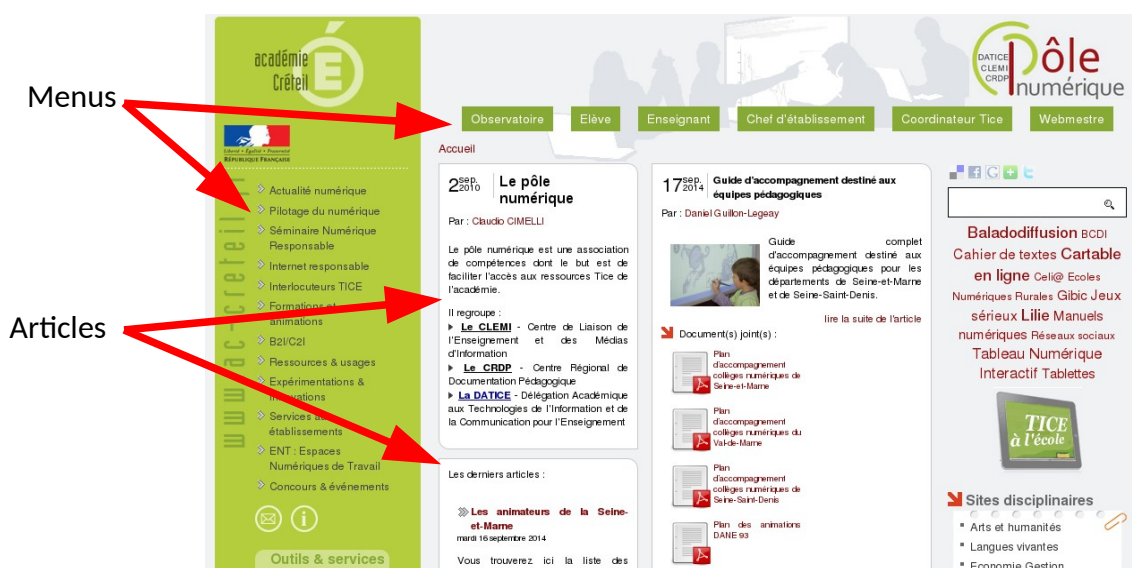 Menus
Articles
académie
Créteil
É
Liberté • Égalité • Fraternité
RÉPUBLIQUE FRANÇAISE
Actualité numérique
Pilotage du numérique
Séminaire Numérique
Responsable
Internet responsable
Interlocuteurs TICE
Formations et
animations
B2I/C2I
Ressources & usages
Expérimentations &
innovations
Services aux
établissements
ENT : Espaces
Numériques de Travail
Concours & événements
Outils & services
DATICE
CLEMI
CRDP
Pôle
numérique
Observatoire
Elève
Enseignant
Chef d'établissement
Coordinateur Tice
Webmestre
Accueil
2 sep. 2010
Le pôle
numérique
Par : Claudio CIMELLI
Le pôle numérique est une association
de compétences dont le but est de
faciliter l'accès aux ressources Tice de
l'académie.
Il regroupe :
Le CLEMI - Centre de Liaison de
l'Enseignement et des Médias
d'Information
Le CRDP - Centre Régional de
Documentation Pédagogique
La DATICE - Délégation Académique
aux Technologies de l'Information et de
la Communication pour l'Enseignement
Les derniers articles :
Les animateurs de la Seine-
et-Marne
mardi 16 septembre 2014
Vous trouverez ici la liste des
17 sep. 2014
Guide d'accompagnement destiné aux
équipes pédagogiques
Par : Daniel Guillon-Legeay
Guide complet
d'accompagnement destiné aux
équipes pédagogiques pour les
départements de Seine-et-Marne
et de Seine-Saint-Denis.
lire la suite de l'article
Document(s) joint(s) :
Plan
d'accompagnement
collèges numériques de
Seine-et-Marne
Plan
d'accompagnement
collèges numériques du
Val-de-Marne
Plan
d'accompagnement
collèges numériques de
Seine-Saint-Denis
Plan des animations
DANE 93
Baladodiffusion BCDI
Cahier de textes Cartable
en ligne Celi@ Ecoles
Numériques Rurales Gibic Jeux
sérieux Lilie Manuels
numériques Réseaux sociaux
Tableau Numérique
Interactif Tablettes
TICE
à l'école
Sites disciplinaires
Arts et humanités
Langues vivantes
Economie Gestion